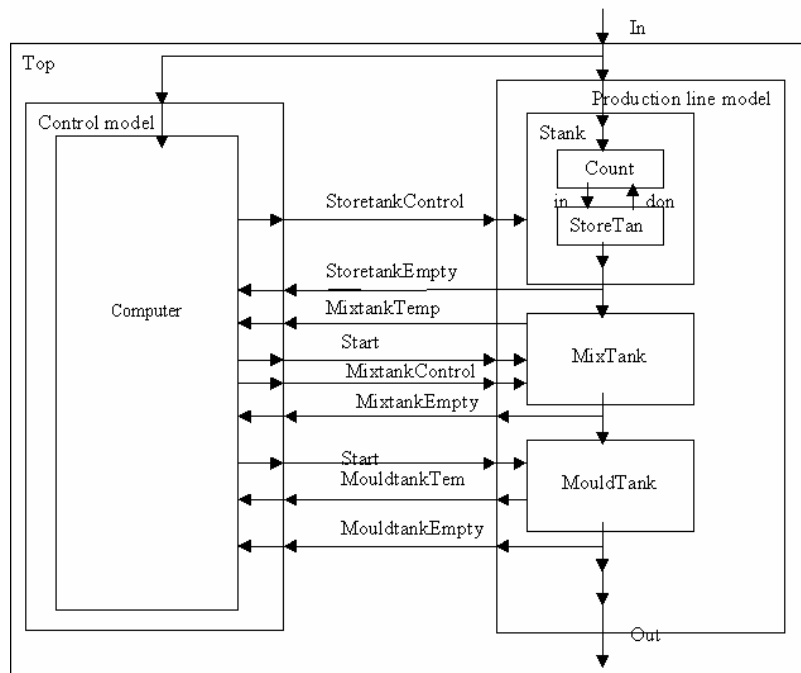 In
Top
Production line model
Control model
Stank
Count
in
don
StoreTan
StoretankControl
StoretankEmpty
Computer
MixtankTemp
Start
MixTank
MixtankControl
MixtankEmpty
Start
MouldtankTem
MouldTank
MouldtankEmpty
Out